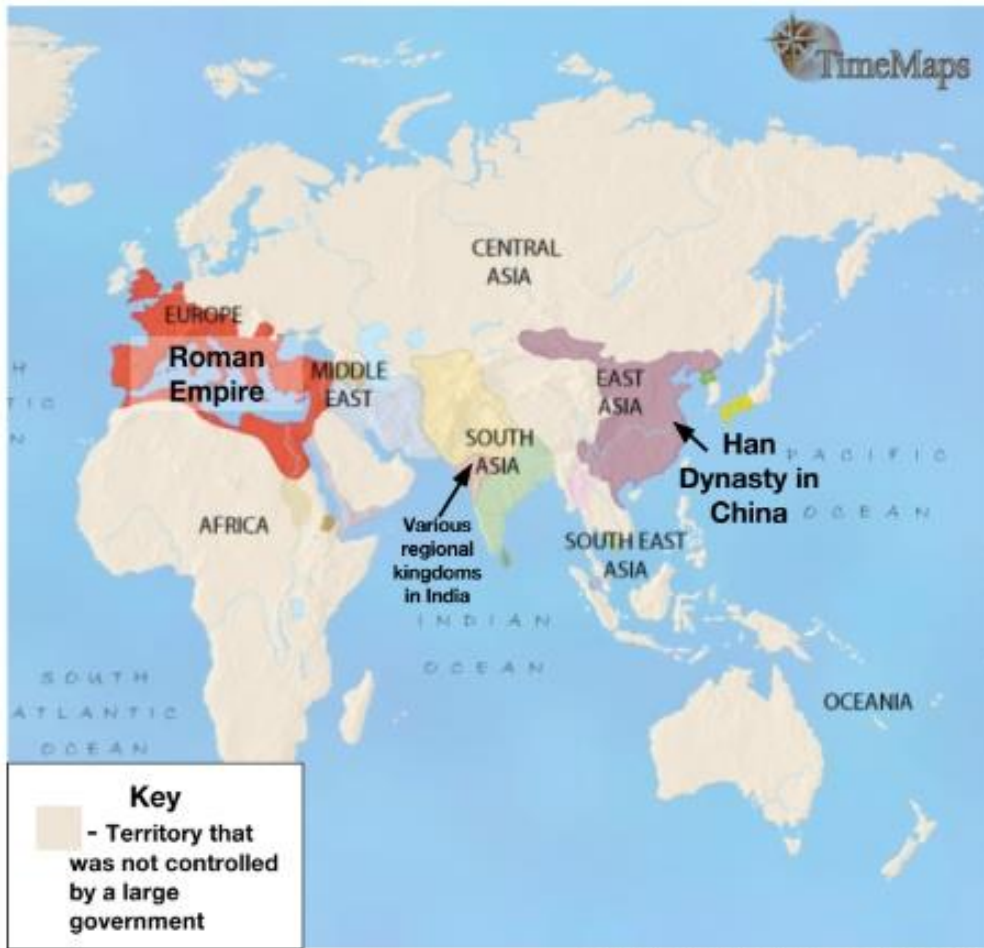 TimeMaps
CENTRAL
ASIA
EUROPE
Roman
Empire
MIDDLE
EAST
EAST
ASIA
SOUTH
ASIA
Han
Dynasty in
China
PACIFIC
OCEAN
AFRICA
Various
regional
kingdoms
in India
SOUTH EAST
ASIA
INDIAN
OCEAN
SOUTH
ATLANTIC
OCEAN
OCEANIA
Key
- Territory that
was not controlled
by a large
government